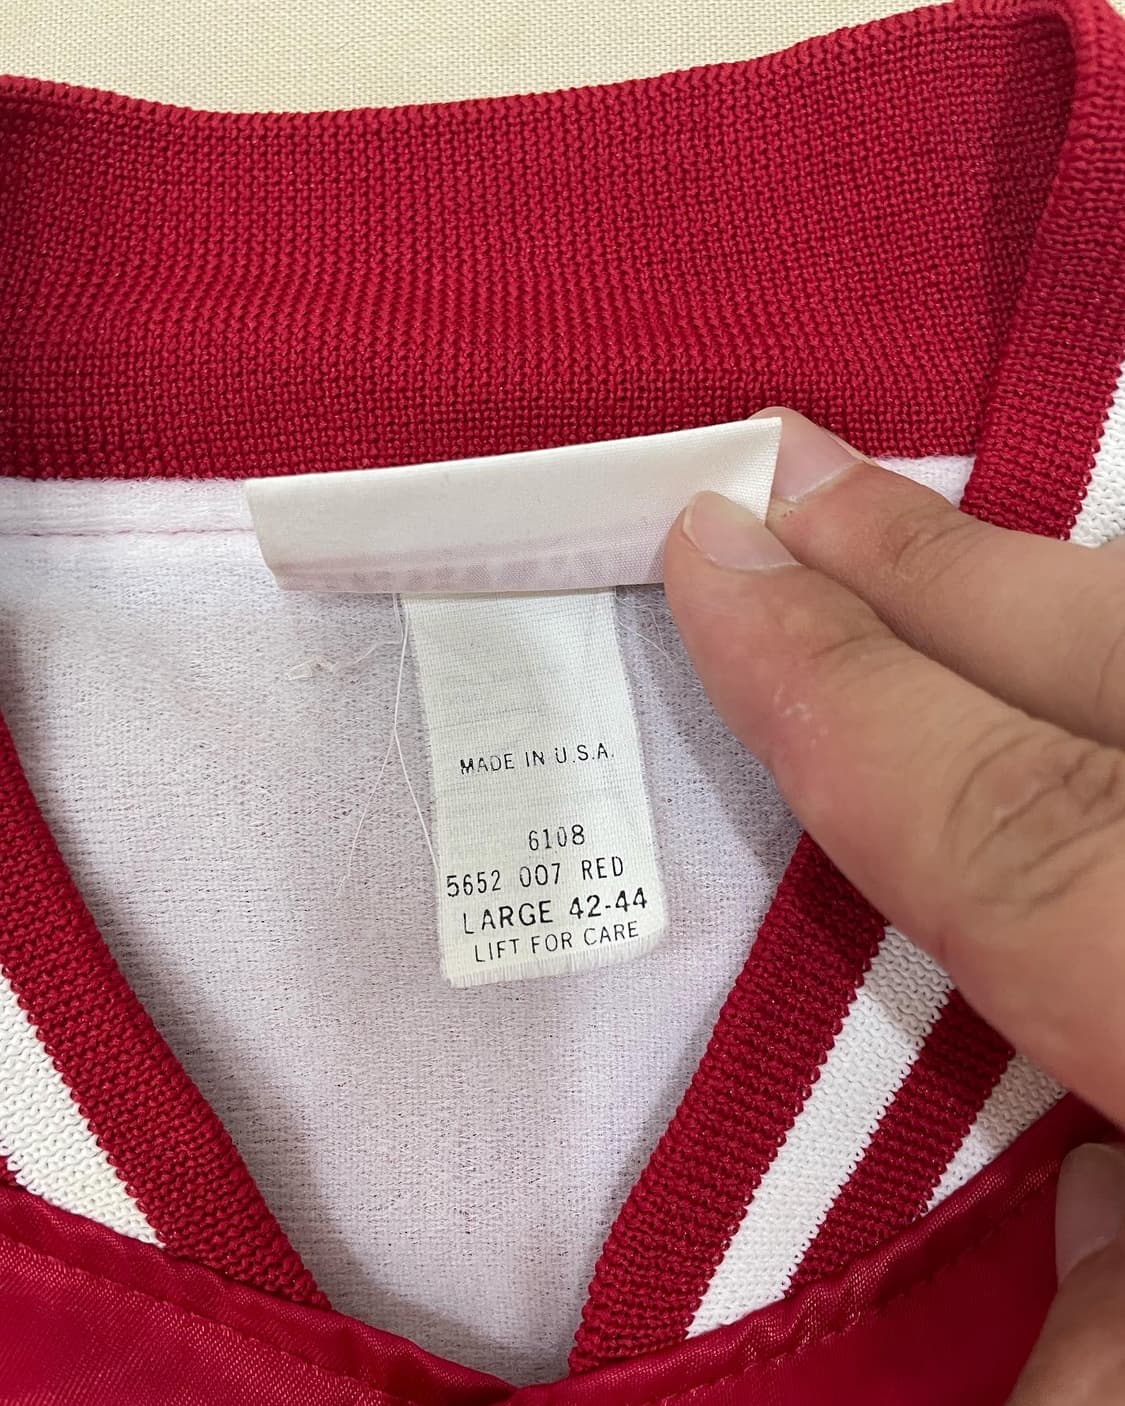 MADE IN U.S.A.
6108
5652 007 RED
LARGE 42-44
LIFT FOR CARE